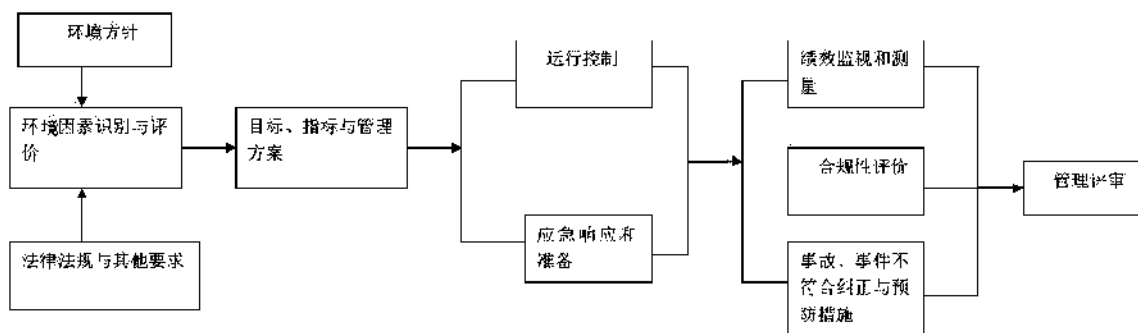 环境方针
环境因素识别与评
价
法律法规与其他要求
目标、指标与管理
方案
运行控制
应急响应和
准备
绩效监视和测
量
合规性评价
事故、事件不
符合纠正与预
防措施
管理评审